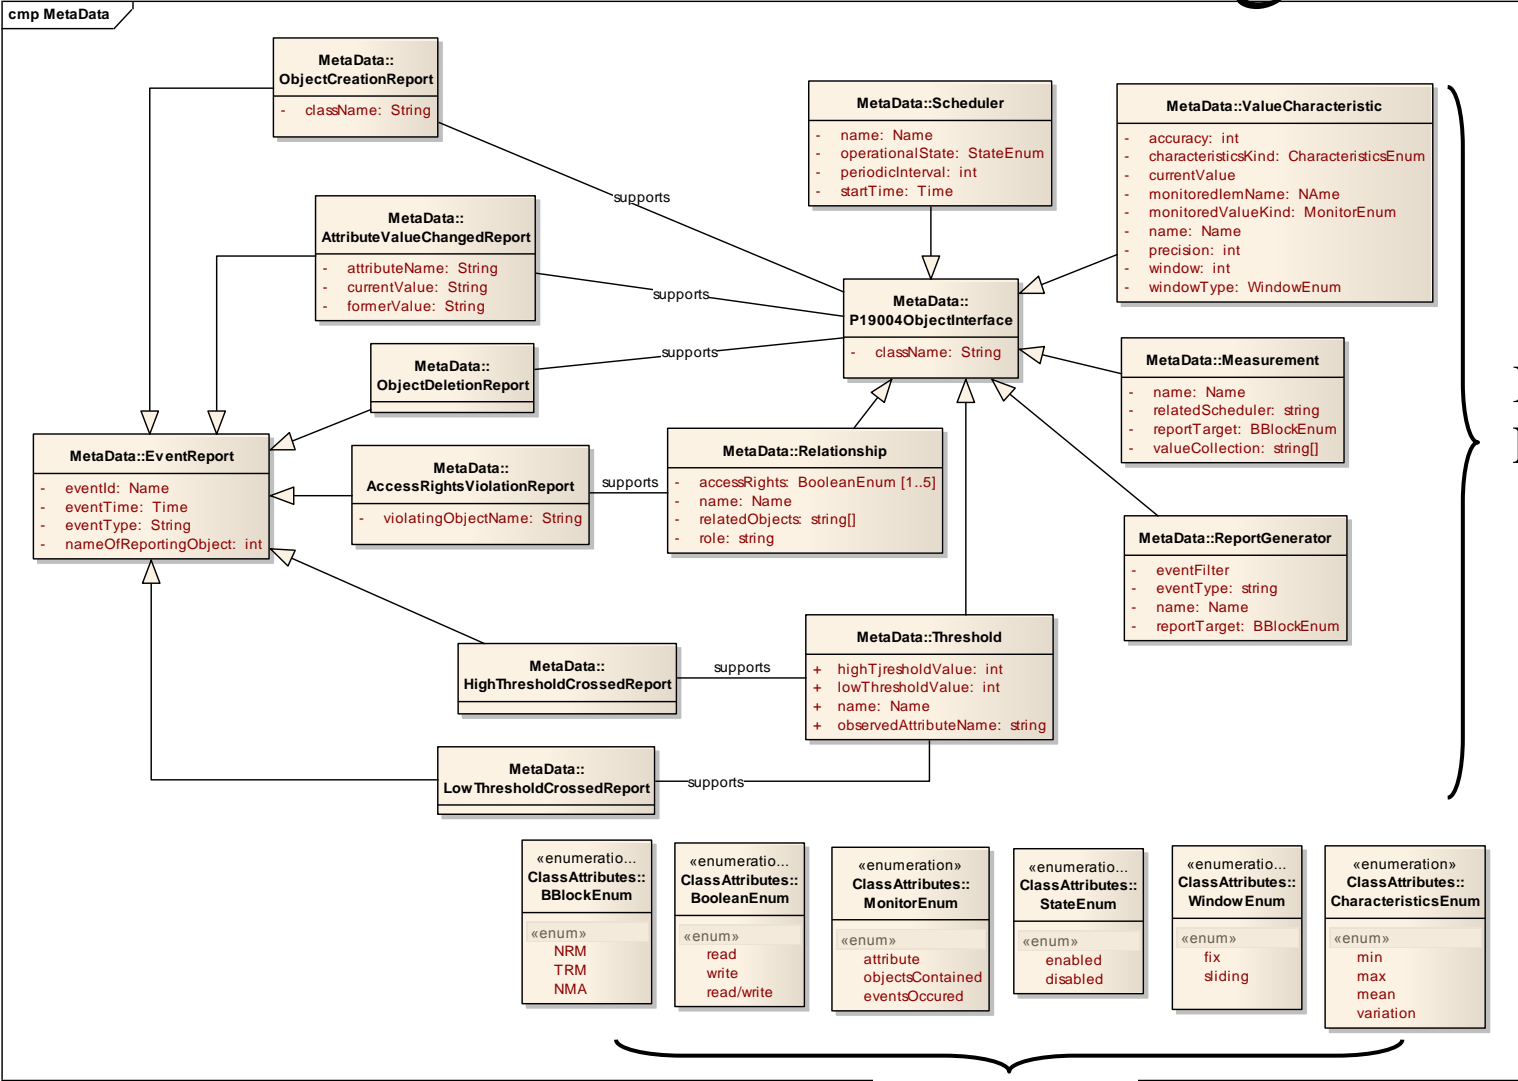 cmp MetaData
MetaData::
ObjectCreationReport
- className: String
MetaData::Scheduler
- name: Name
- operationalState: StateEnum
- periodicInterval: int
- startTime: Time
MetaData::ValueCharacteristic
- accuracy: int
- characteristicsKind: CharacteristicsEnum
- currentValue
- monitoredIemName: NAme
- monitoredValueKind: MonitorEnum
- name: Name
- precision: int
- window: int
- windowType: WindowEnum
supports
MetaData::
AttributeValueChangedReport
- attributeName: String
- currentValue: String
- formerValue: String
supports
MetaData::
P19004ObjectInterface
- className: String
MetaData::
ObjectDeletionReport
supports
MetaData::Measurement
- name: Name
- relatedScheduler: string
- reportTarget: BBlockEnum
- valueCollection: string[]
MetaData::EventReport
- eventId: Name
- eventTime: Time
- eventType: String
- nameOfReportingObject: int
MetaData::
AccessRightsViolationReport
- violatingObjectName: String
supports
MetaData::Relationship
- accessRights: BooleanEnum [1..5]
- name: Name
- relatedObjects: string[]
- role: string
MetaData::ReportGenerator
- eventFilter
- eventType: string
- name: Name
- reportTarget: BBlockEnum
MetaData::
HighThresholdCrossedReport
supports
MetaData::Threshold
+ highTjresholdValue: int
+ lowThresholdValue: int
+ name: Name
+ observedAttributeName: string
MetaData::
LowThresholdCrossedReport
supports
«enumeratio...
ClassAttributes::
BBlockEnum
«enum»
NRM
TRM
NMA
«enumeratio...
ClassAttributes::
BooleanEnum
«enum»
read
write
read/write
«enumeration»
ClassAttributes::
MonitorEnum
«enum»
attribute
objectsContained
eventsOccured
«enumeratio...
ClassAttributes::
StateEnum
«enum»
enabled
disabled
«enumeratio...
ClassAttributes::
WindowEnum
«enum»
fix
sliding
«enumeration»
ClassAttributes::
CharacteristicsEnum
«enum»
min
max
mean
variation